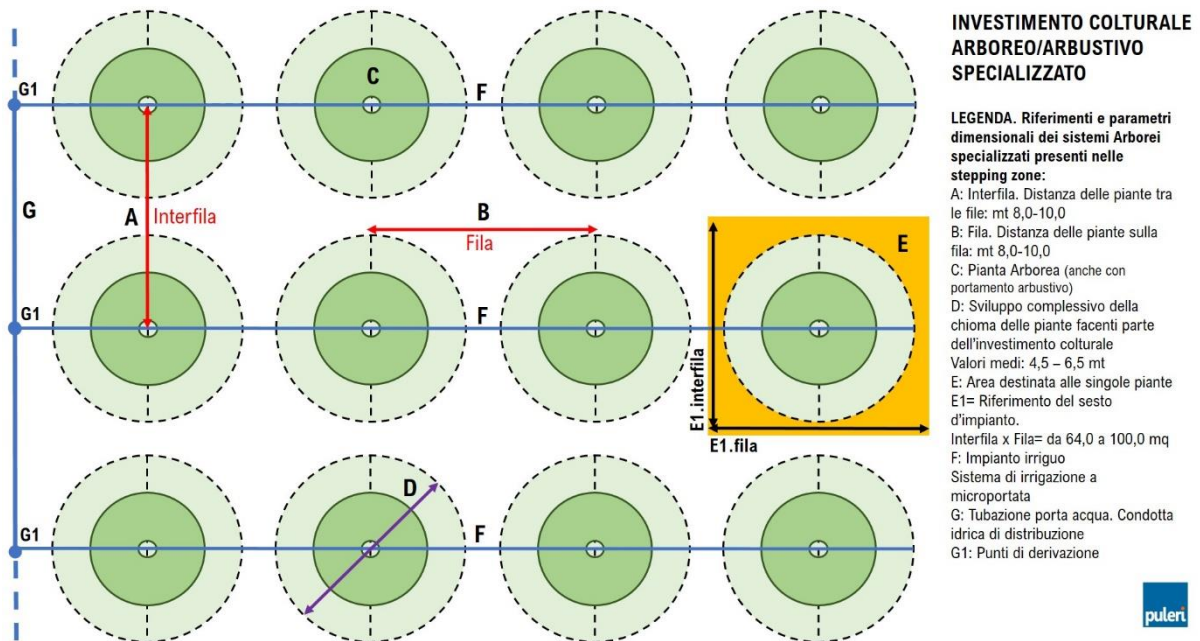 INVESTIMENTO COLTURALE
ARBOREO/ARBUSTIVO
SPECIALIZZATO
LEGENDA. Riferimenti e parametri
dimensionali dei sistemi Arborei
specializzati presenti nelle
stepping zone:
A: Interfila. Distanza delle piante tra
le file: mt 8,0-10,0
B: Fila. Distanza delle piante sulla
fila: mt 8,0-10,0
C: Pianta Arborea (anche con
portamento arbustivo)
D: Sviluppo complessivo della
chioma delle piante facenti parte
dell'investimento colturale
Valori medi: 4,5 – 6,5 mt
E: Area destinata alle singole piante
E1= Riferimento del sesto
d'impianto.
Interfila x Fila= da 64,0 a 100,0 mq
F: Impianto irriguo
Sistema di irrigazione a
microportata
G: Tubazione porta acqua. Condotta
idrica di distribuzione
G1: Punti di derivazione
puleri
G1
C
F
G
A Interfila
B
Fila
E
G1
F
E1.interfila
E1.fila
D
G1
F